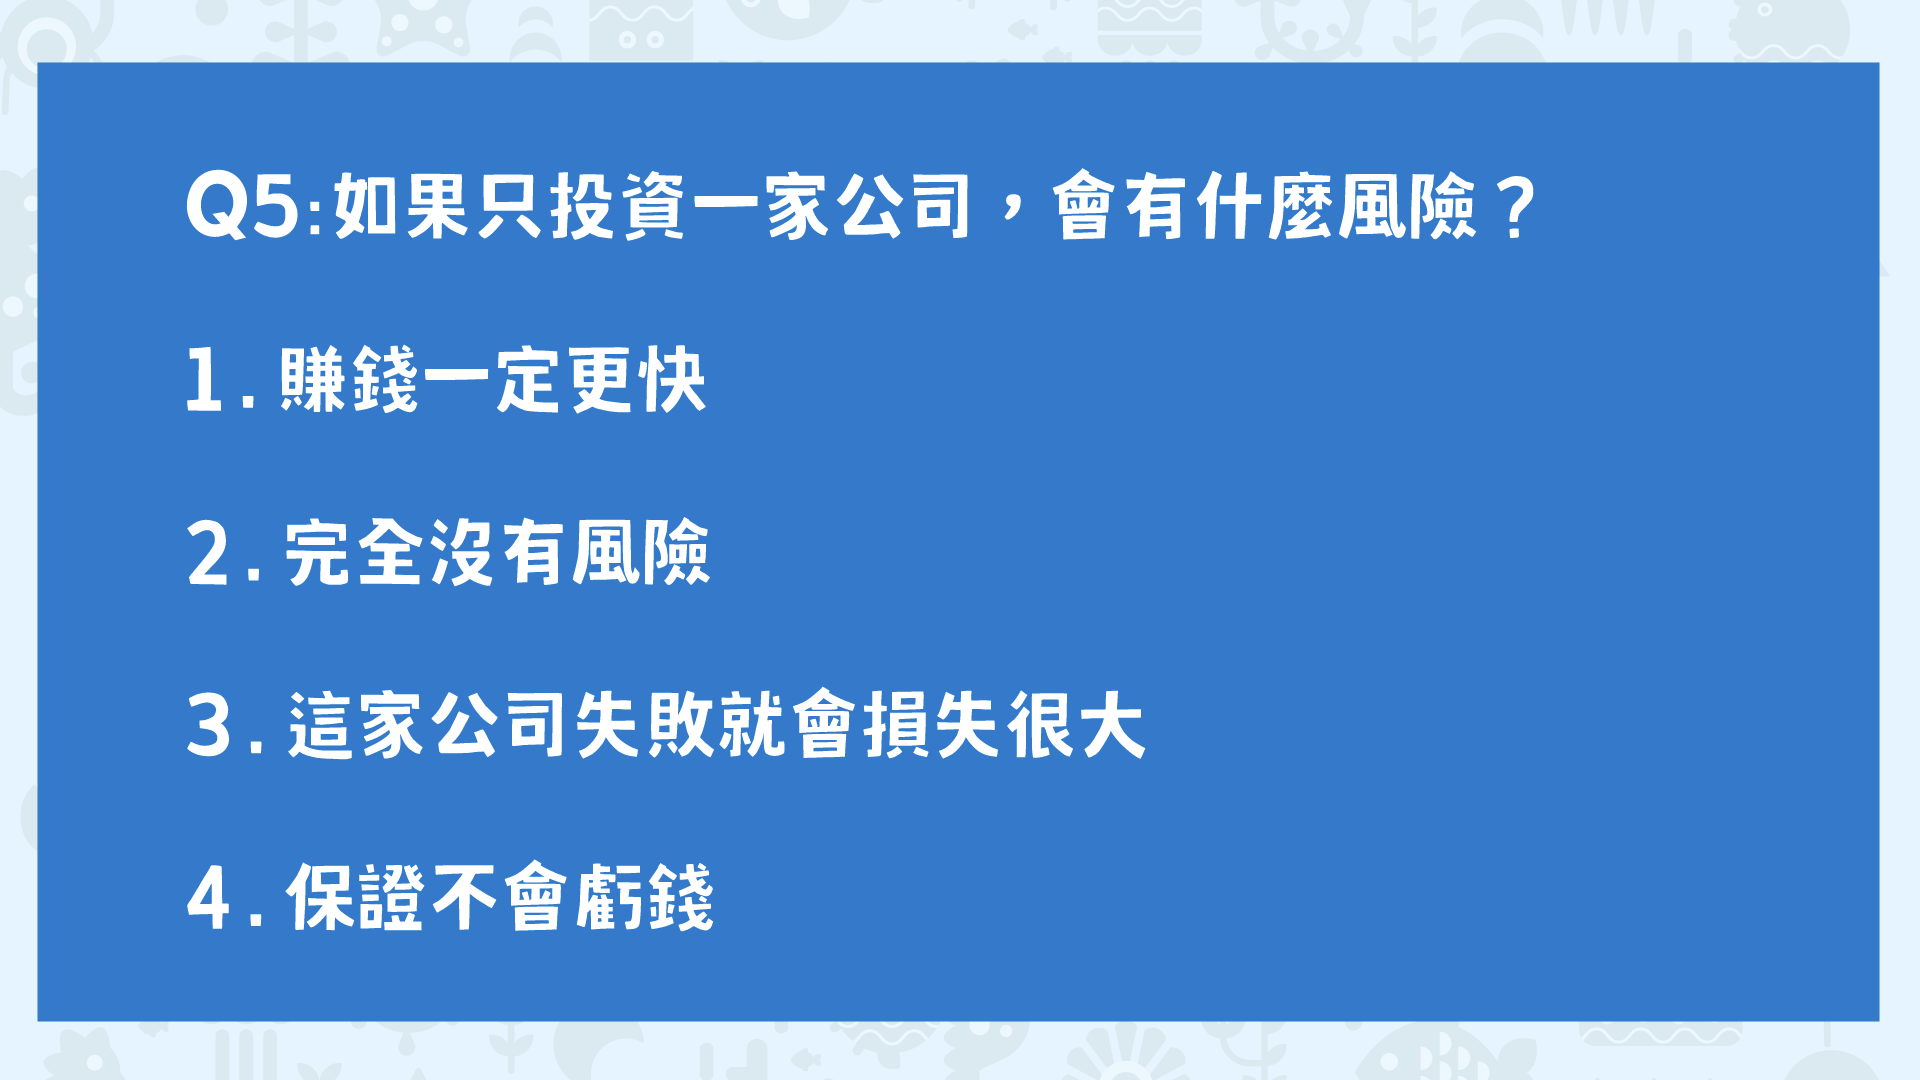 Q5:如果只投資一家公司，會有什麼風險？
1. 賺錢一定更快
2. 完全沒有風險
3. 這家公司失敗就會損失很大
4. 保證不會虧錢